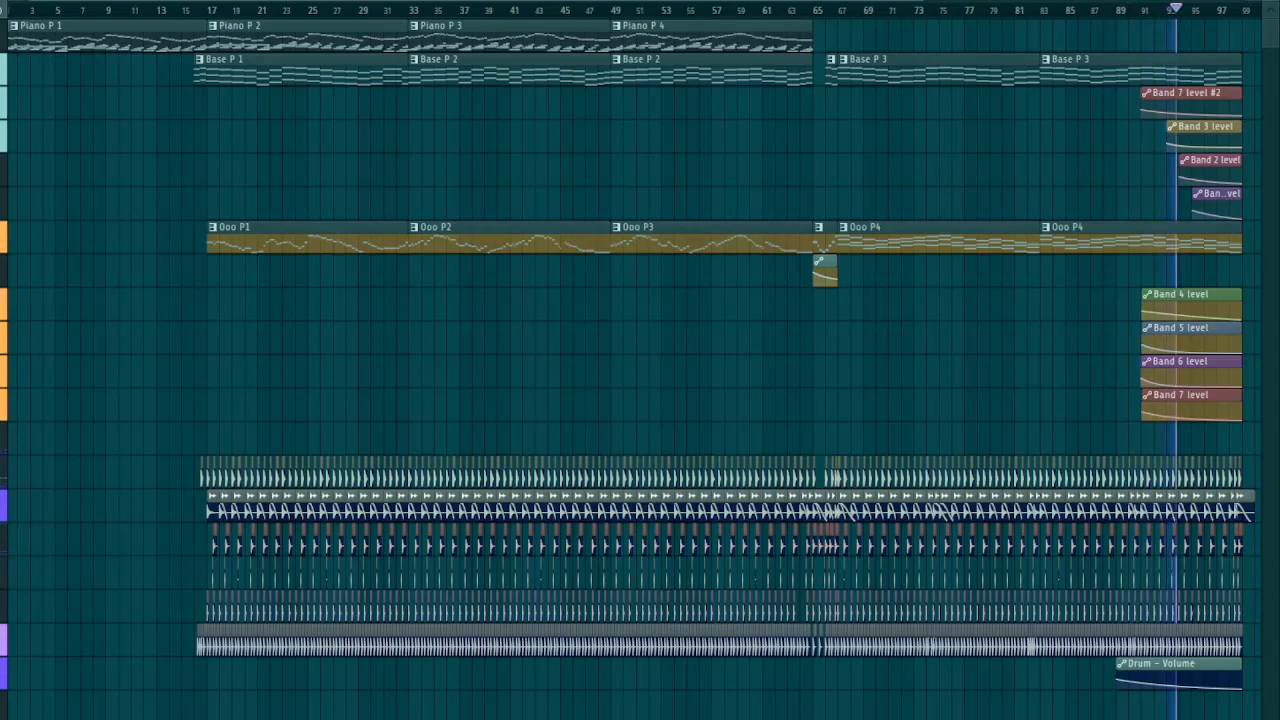 3 5 7 9 11 13 15 17 19 21 23 25 27 29 31 33 35 37 39 41 43 45 47 49 51 53 55 57 59 61 63 65 67 69 71 73 75 77 79 81 83 85 87 89 91 95 97 99
Piano P 1 Piano P 2 Piano P 3 Piano P 4
Base P 1 Base P 2 Base P 2 Base P 3 Base P 3
Band 7 level #2
Band 3 level
Band 2 level
Ban..vel
Ooo P1 Ooo P2 Ooo P3 Ooo P4 Ooo P4
Band 4 level
Band 5 level
Band 6 level
Band 7 level
Drum - Volume